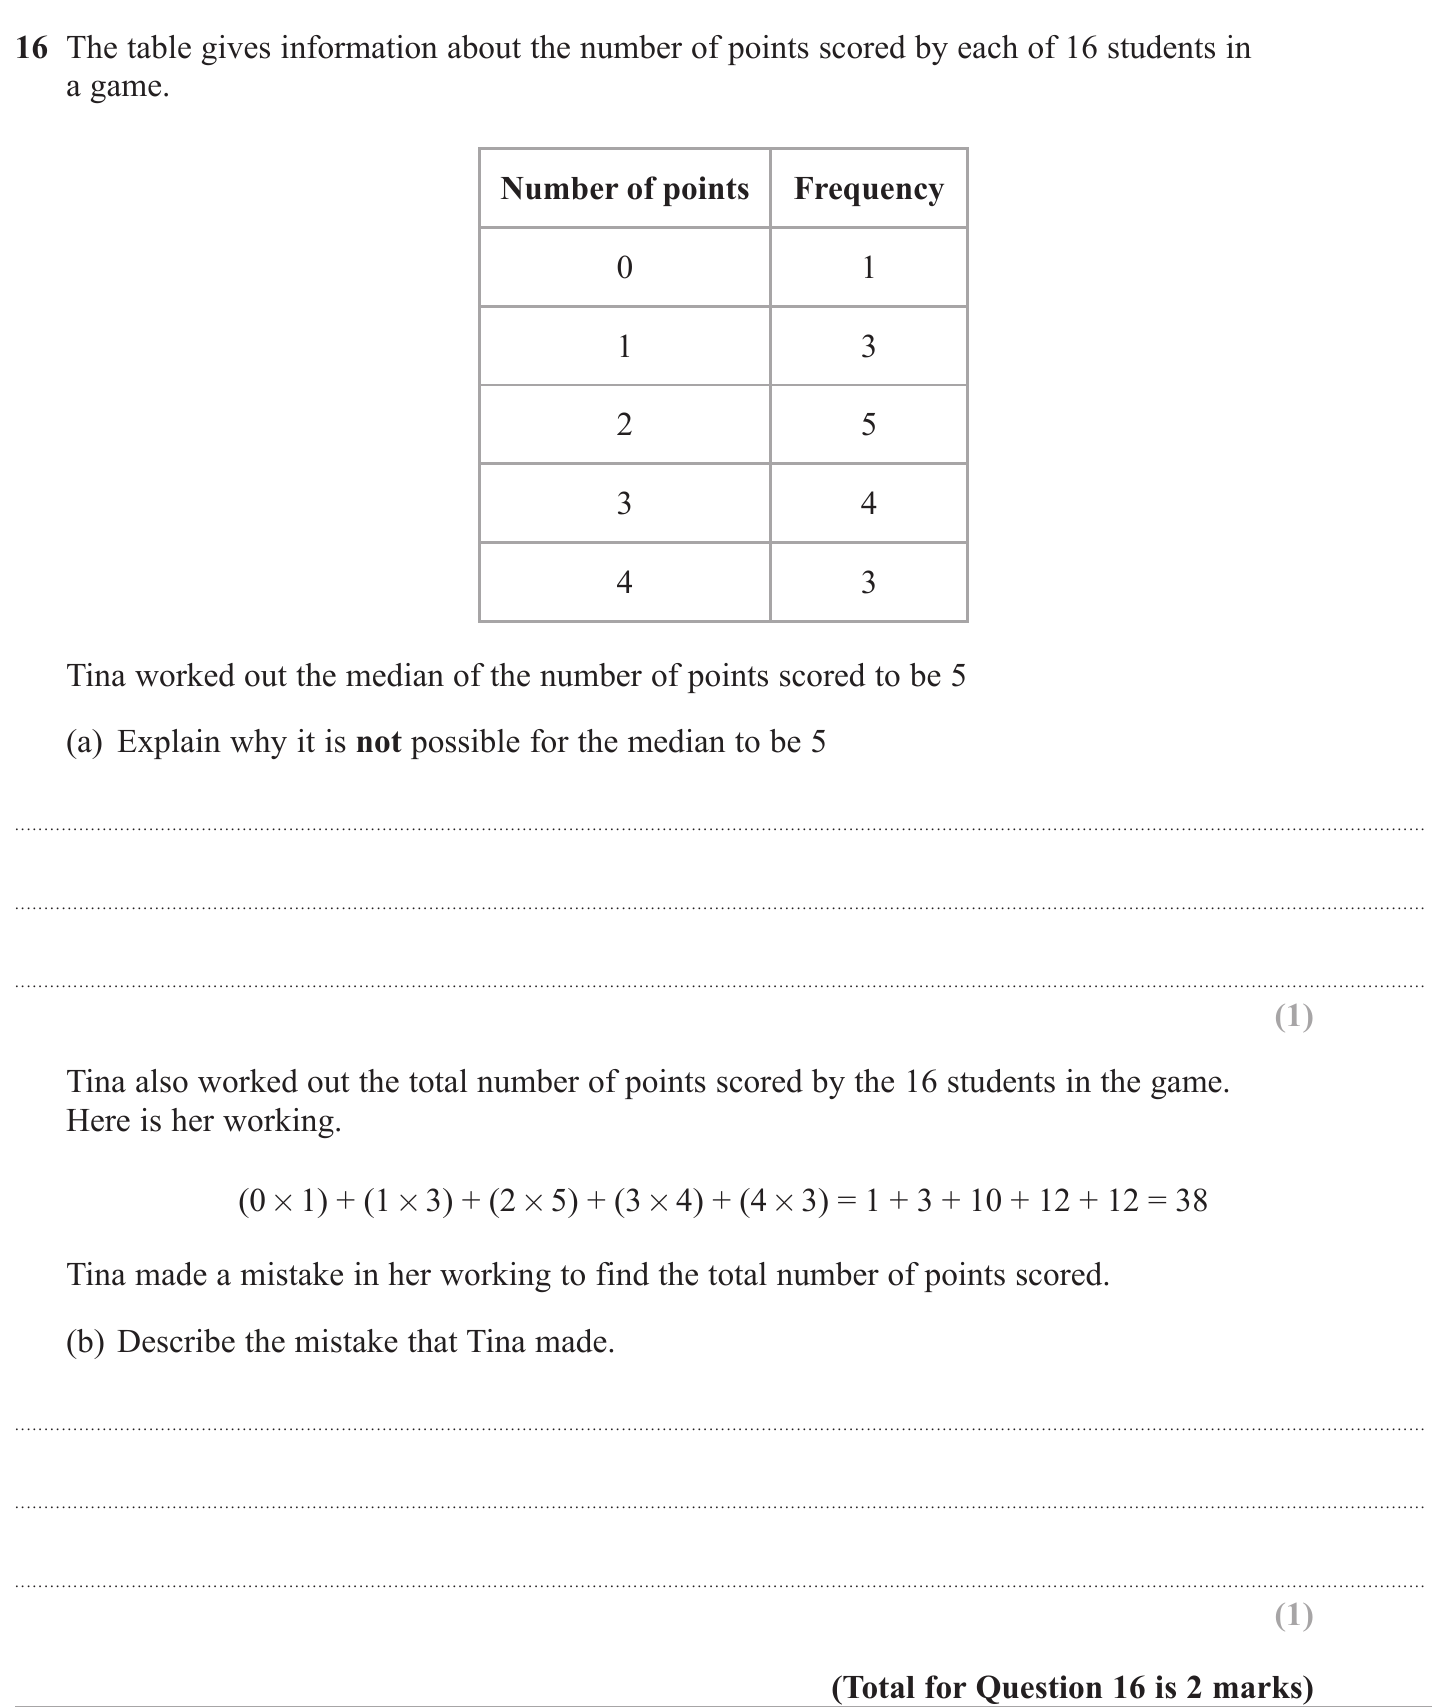 16 The table gives information about the number of points scored by each of 16 students in
a game.
Number of points Frequency
0 1
1 3
2 5
3 4
4 3
Tina worked out the median of the number of points scored to be 5
(a) Explain why it is not possible for the median to be 5
(1)
Tina also worked out the total number of points scored by the 16 students in the game.
Here is her working.
(0 × 1) + (1 × 3) + (2 × 5) + (3 × 4) + (4 × 3) = 1 + 3 + 10 + 12 + 12 = 38
Tina made a mistake in her working to find the total number of points scored.
(b) Describe the mistake that Tina made.
(1)
(Total for Question 16 is 2 marks)